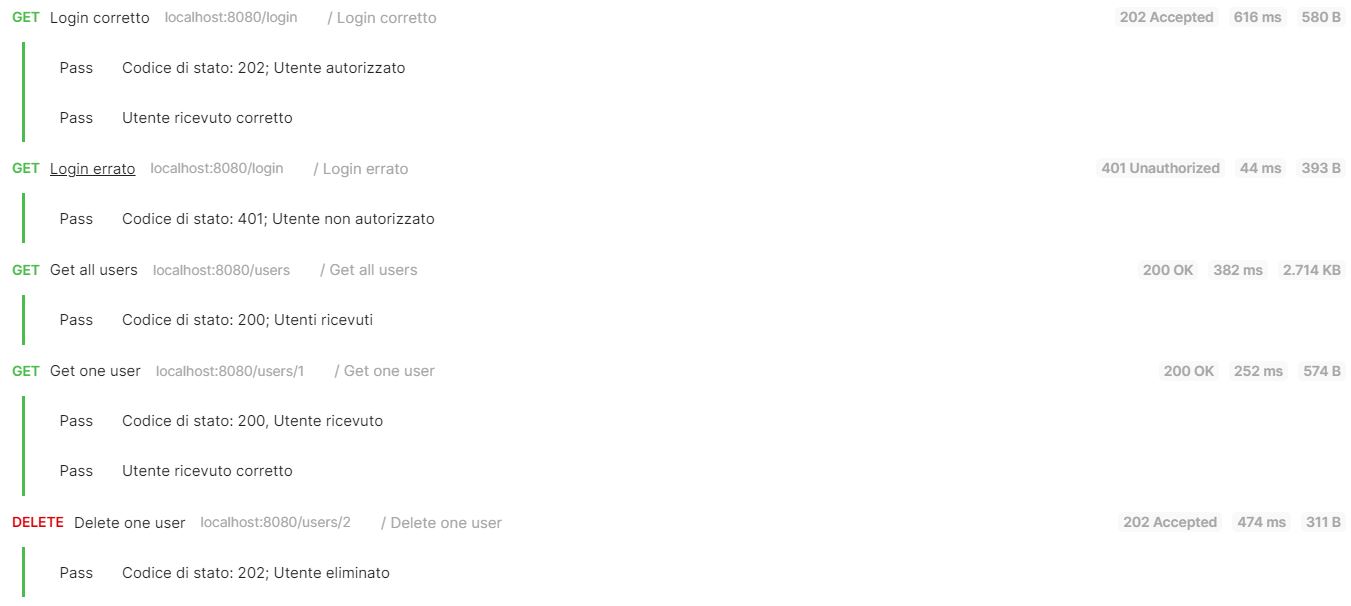 GET Login corretto localhost:8080/login / Login corretto 202 Accepted 616 ms 580 B
Pass Codice di stato: 202; Utente autorizzato
Pass Utente ricevuto corretto
GET Login errato localhost:8080/login / Login errato 401 Unauthorized 44 ms 393 B
Pass Codice di stato: 401; Utente non autorizzato
GET Get all users localhost:8080/users / Get all users 200 OK 382 ms 2.714 KB
Pass Codice di stato: 200; Utenti ricevuti
GET Get one user localhost:8080/users/1 / Get one user 200 OK 252 ms 574 B
Pass Codice di stato: 200, Utente ricevuto
Pass Utente ricevuto corretto
DELETE Delete one user localhost:8080/users/2 / Delete one user 202 Accepted 474 ms 311 B
Pass Codice di stato: 202; Utente eliminato